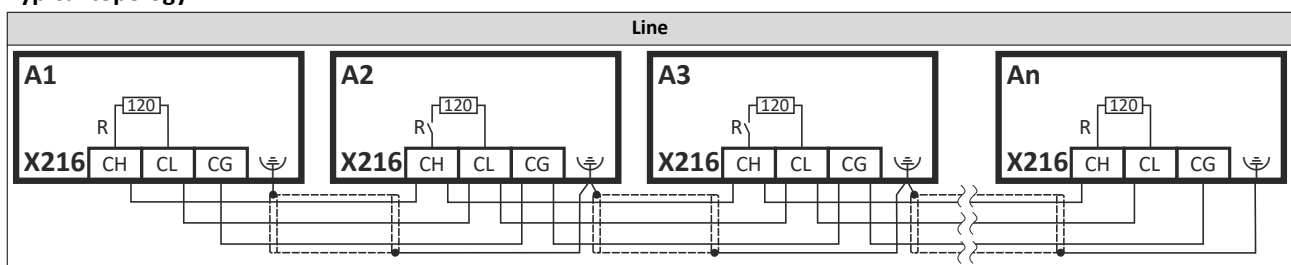 Line
A1 A2 A3 An
120 120 120 120
R R R R
X216 CH CL CG X216 CH CL CG X216 CH CL CG X216 CH CL CG